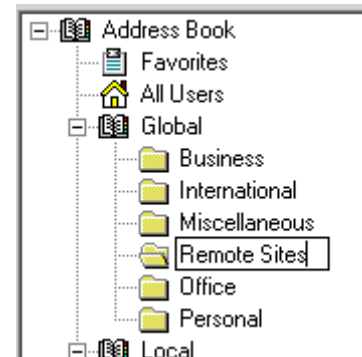 Address Book
Favorites
All Users
Global
Business
International
Miscellaneous
Remote Sites
Office
Personal
Local